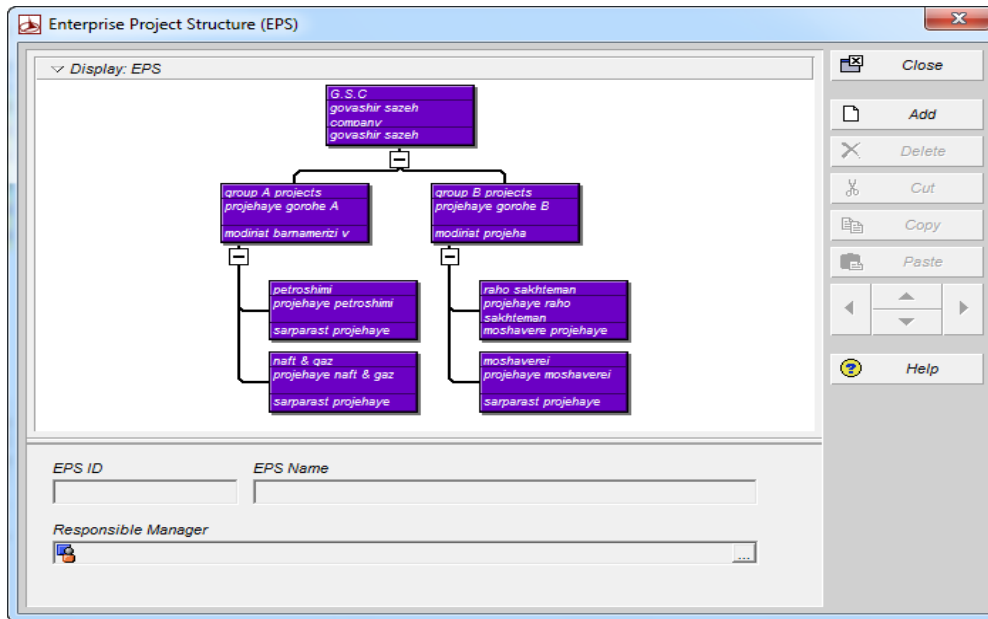 Enterprise Project Structure (EPS)
Display: EPS
G.S.C
govashir sazeh
company
govashir sazeh
group A projects
projehaye gorohe A
modiriat barnamerizi v
group B projects
projehaye gorohe B
modiriat projeha
petroshimi
projehaye petroshimi
sarparast projehaye
naft & gaz
projehaye naft & gaz
sarparast projehaye
raho sakhteman
projehaye raho
sakhteman
moshavere projehaye
moshaverei
projehaye moshaverei
sarparast projehaye
EPS ID
EPS Name
Responsible Manager
...
Close
Add
Delete
Cut
Copy
Paste
Help